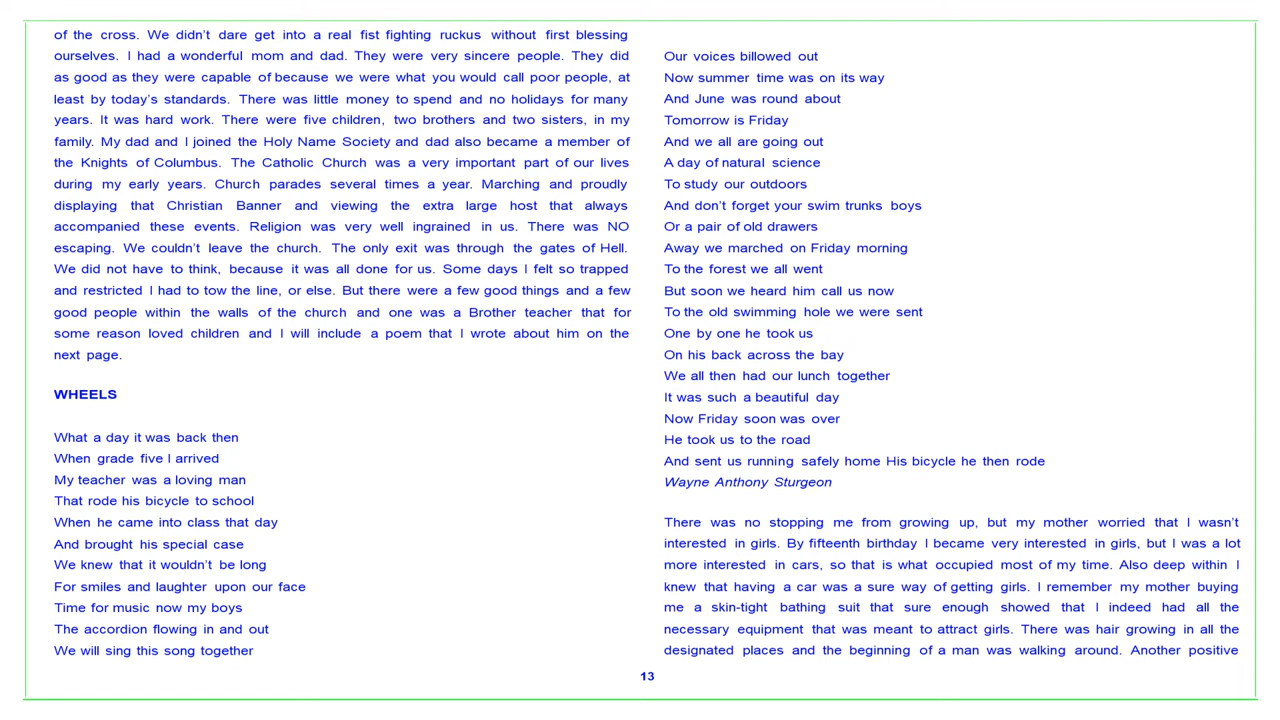 of the cross. We didn't dare get into a real fist fighting ruckus without first blessing
ourselves. I had a wonderful mom and dad. They were very sincere people. They did
as good as they were capable of because we were what you would call poor people, at
least by today's standards. There was little money to spend and no holidays for many
years. It was hard work. There were five children, two brothers and two sisters, in my
family. My dad and I joined the Holy Name Society and dad also became a member of
the Knights of Columbus. The Catholic Church was a very important part of our lives
during my early years. Church parades several times a year. Marching and proudly
displaying that Christian Banner and viewing the extra large host that always
accompanied these events. Religion was very well ingrained in us. There was NO
escaping. We couldn't leave the church. The only exit was through the gates of Hell.
We did not have to think, because it was all done for us. Some days I felt so trapped
and restricted I had to tow the line, or else. But there were a few good things and a few
good people within the walls of the church and one was a Brother teacher that for
some reason loved children and I will include a poem that I wrote about him on the
next page.
WHEELS
What a day it was back then
When grade five I arrived
My teacher was a loving man
That rode his bicycle to school
When he came into class that day
And brought his special case
We knew that it wouldn't be long
For smiles and laughter upon our face
Time for music now my boys
The accordion flowing in and out
We will sing this song together
Our voices billowed out
Now summer time was on its way
And June was round about
Tomorrow is Friday
And we all are going out
A day of natural science
To study our outdoors
And don't forget your swim trunks boys
Or a pair of old drawers
Away we marched on Friday morning
To the forest we all went
But soon we heard him call us now
To the old swimming hole we were sent
One by one he took us
On his back across the bay
We all then had our lunch together
It was such a beautiful day
Now Friday soon was over
He took us to the road
And sent us running safely home His bicycle he then rode
Wayne Anthony Sturgeon
There was no stopping me from growing up, but my mother worried that I wasn't
interested in girls. By fifteenth birthday I became very interested in girls, but I was a lot
more interested in cars, so that is what occupied most of my time. Also deep within I
knew that having a car was a sure way of getting girls. I remember my mother buying
me a skin-tight bathing suit that sure enough showed that I indeed had all the
necessary equipment that was meant to attract girls. There was hair growing in all the
designated places and the beginning of a man was walking around. Another positive
13